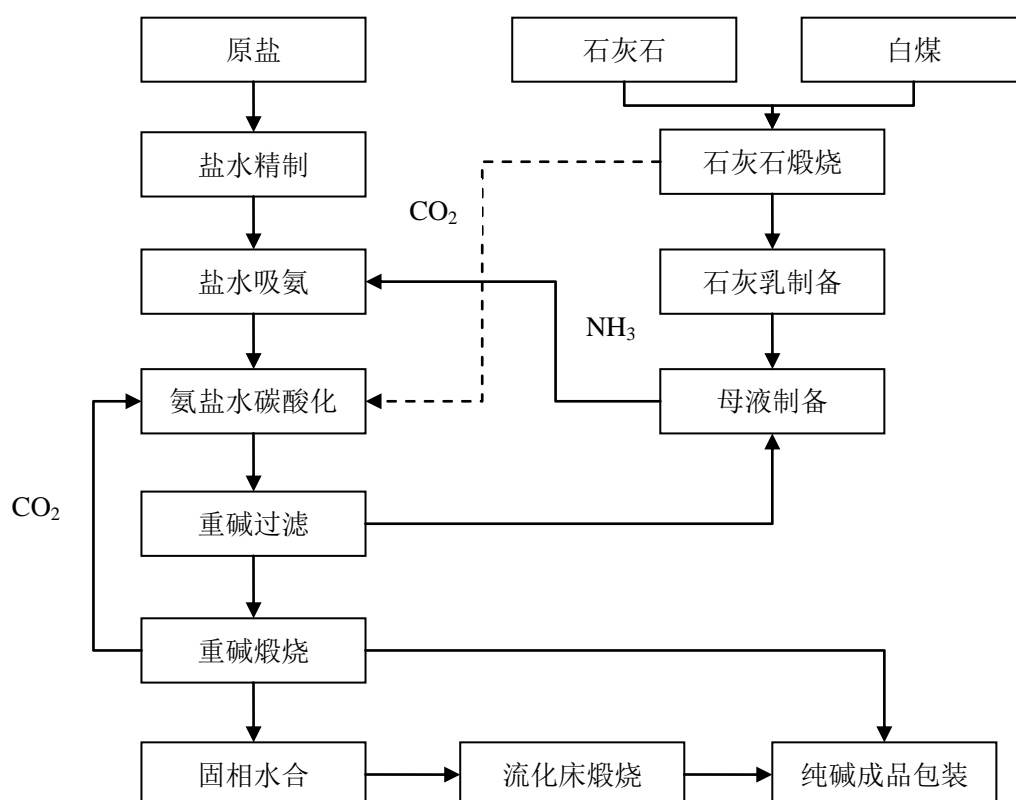 原盐
石灰石
白煤
盐水精制
石灰石煅烧
CO₂
盐水吸氨
石灰乳制备
NH₃
氨盐水碳酸化
母液制备
CO₂
重碱过滤
重碱煅烧
固相水合
流化床煅烧
纯碱成品包装